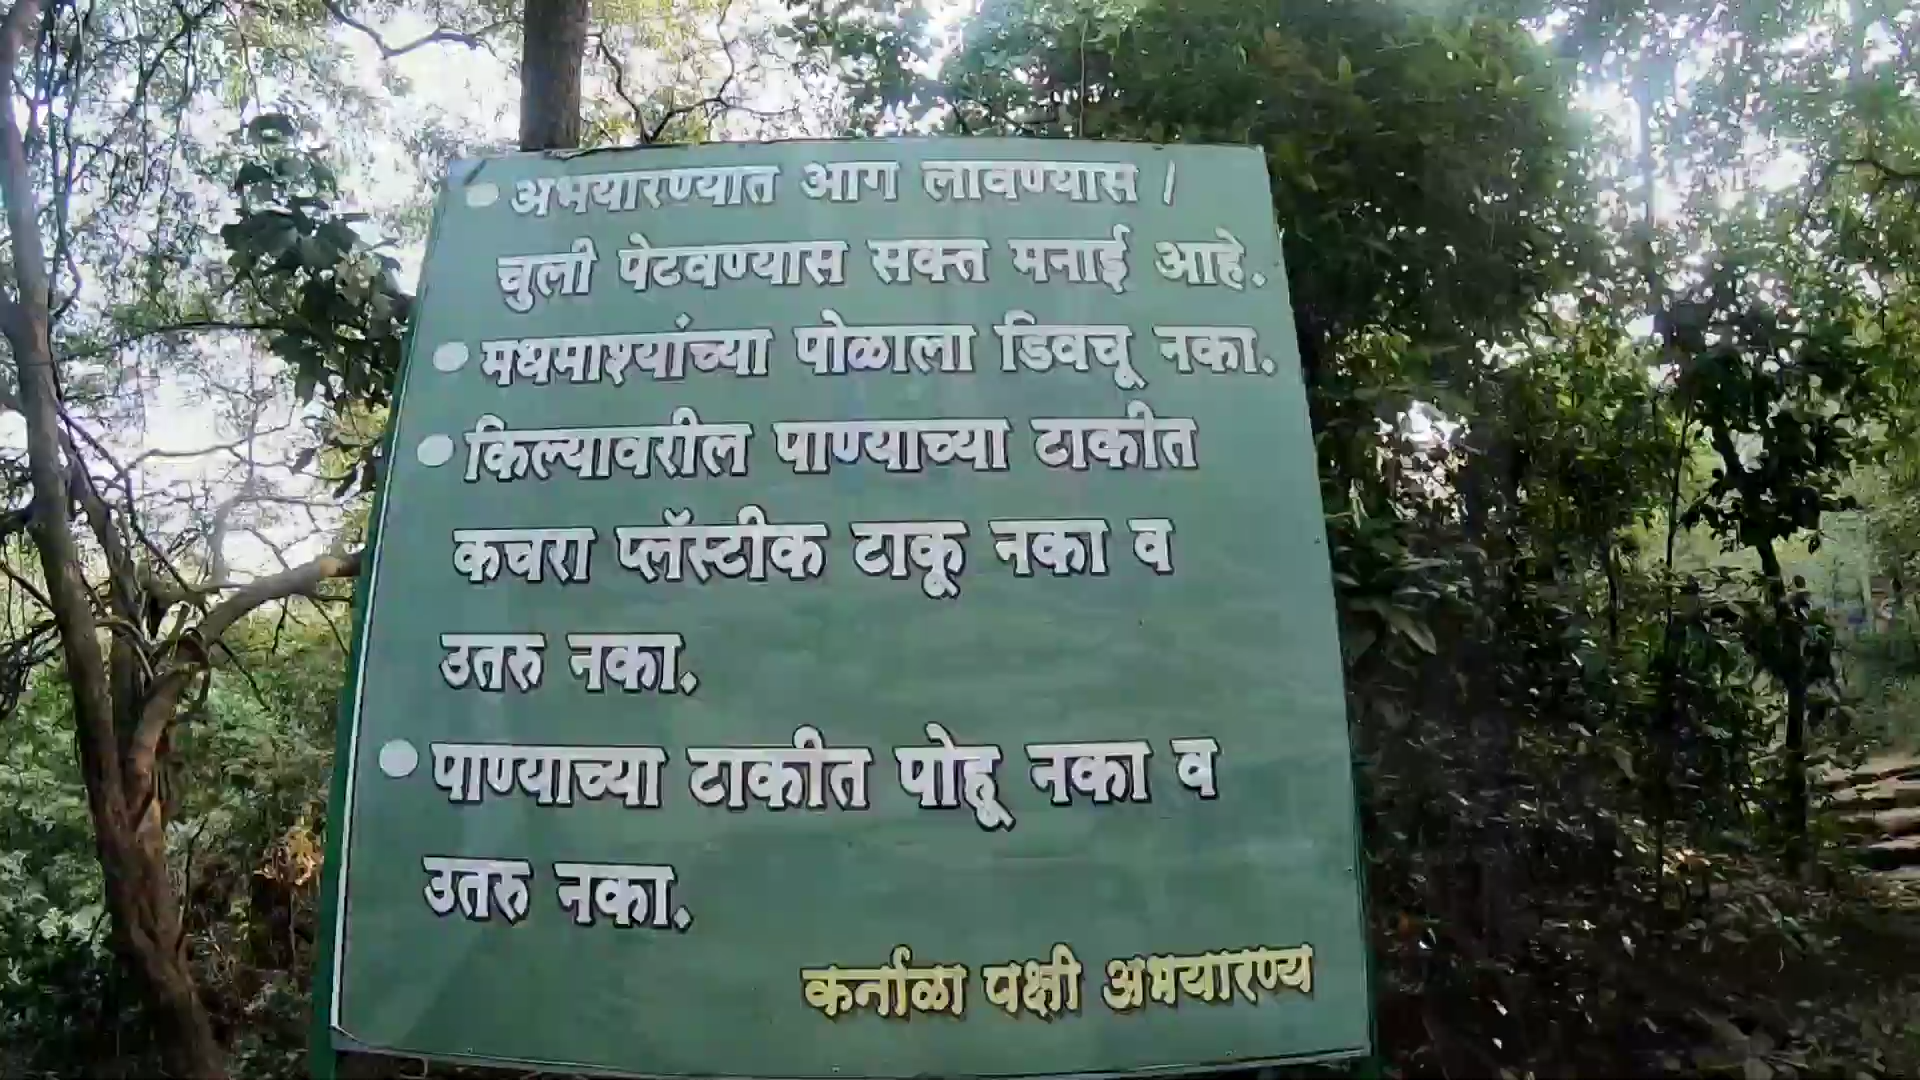 • अभयारण्यात आग लावण्यास /
चुली पेटवण्यास सक्त मनाई आहे.
• मधमाश्यांच्या पोळाला डिवचू नका.
• किल्यावरील पाण्याच्या टाकीत
कचरा प्लॅस्टीक टाकू नका व
उतरु नका.
• पाण्याच्या टाकीत पोहू नका व
उतरु नका.
कर्नाळा पक्षी अभयारण्य